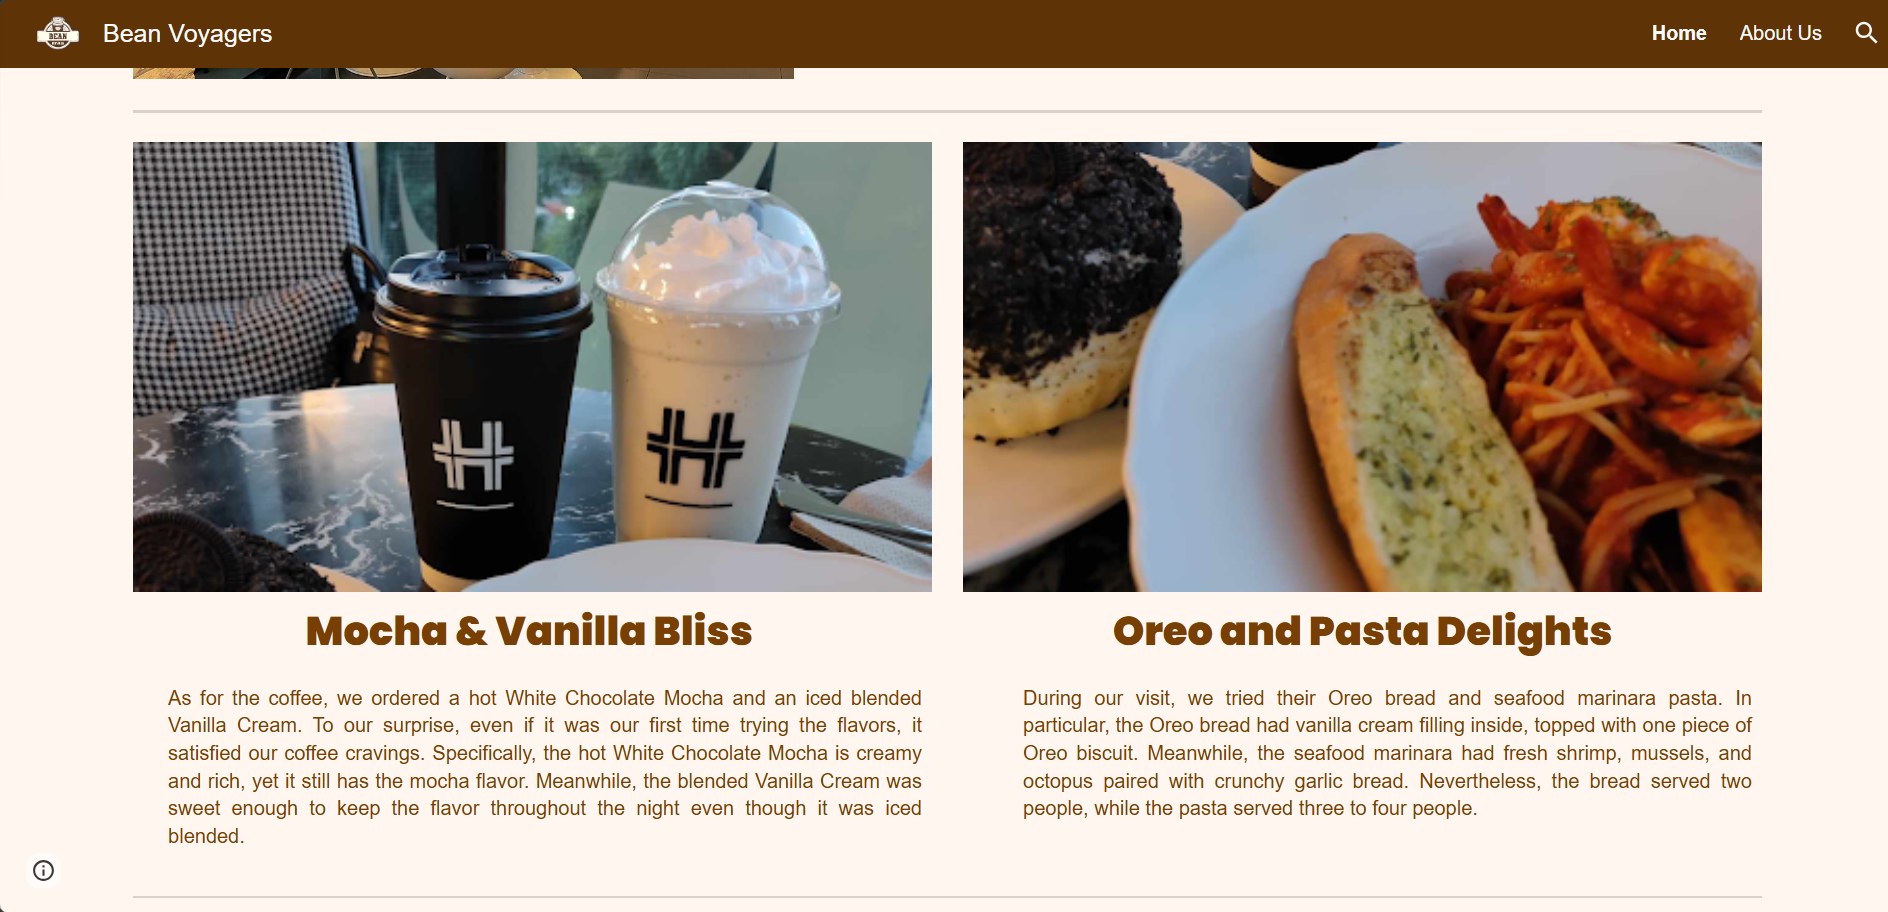 BEAN
Bean Voyagers
Home
About Us
Mocha & Vanilla Bliss
As for the coffee, we ordered a hot White Chocolate Mocha and an iced blended
Vanilla Cream. To our surprise, even if it was our first time trying the flavors, it
satisfied our coffee cravings. Specifically, the hot White Chocolate Mocha is creamy
and rich, yet it still has the mocha flavor. Meanwhile, the blended Vanilla Cream was
sweet enough to keep the flavor throughout the night even though it was iced
blended.
Oreo and Pasta Delights
During our visit, we tried their Oreo bread and seafood marinara pasta. In
particular, the Oreo bread had vanilla cream filling inside, topped with one piece of
Oreo biscuit. Meanwhile, the seafood marinara had fresh shrimp, mussels, and
octopus paired with crunchy garlic bread. Nevertheless, the bread served two
people, while the pasta served three to four people.